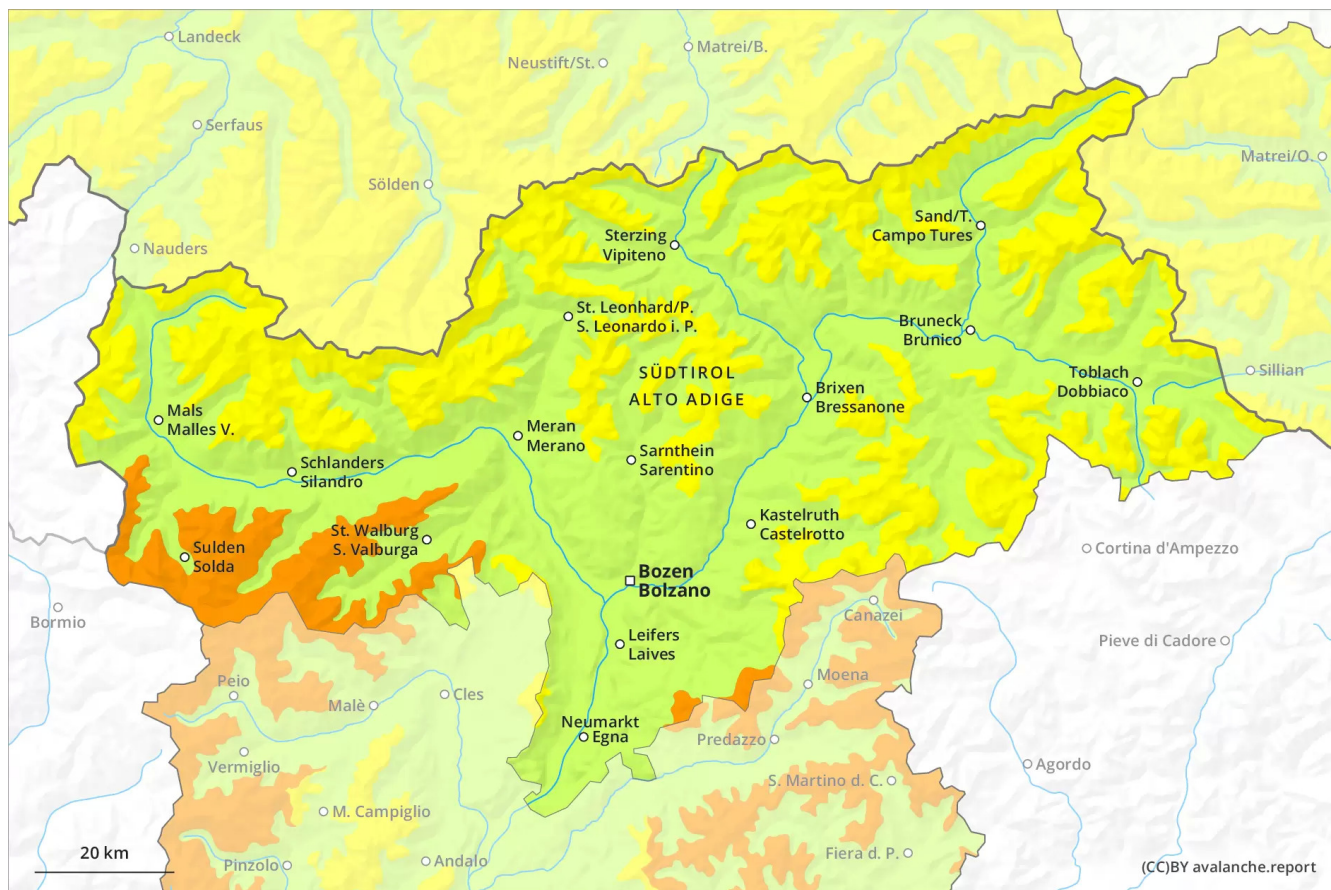 Landeck
Matrei/B.
Neustift/St.
Serfaus
Matrei/O.
Sölden
Sand/T.
Campo Tures
Sterzing
Vipiteno
Nauders
St. Leonhard/P.
S. Leonardo i. P.
Bruneck
Brunico
SÜDTIROL
ALTO ADIGE
Toblach
Dobbiaco
Sillian
Brixen
Bressanone
Mals
Malles V.
Meran
Merano
Sarnthein
Sarentino
Schlanders
Silandro
Kastelruth
Castelrotto
St. Walburg
S. Valburga
Sulden
Solda
Cortina d'Ampezzo
Bozen
Bolzano
Bormio
Canazei
Leifers
Laives
Pieve di Cadore
Peio
Moena
Cles
Malè
Neumarkt
Egna
Predazzo
Vermiglio
Agordo
S. Martino d. C.
M. Campiglio
20 km
Fiera d. P.
Andalo
Pinzolo
(CC)BY avalanche.report